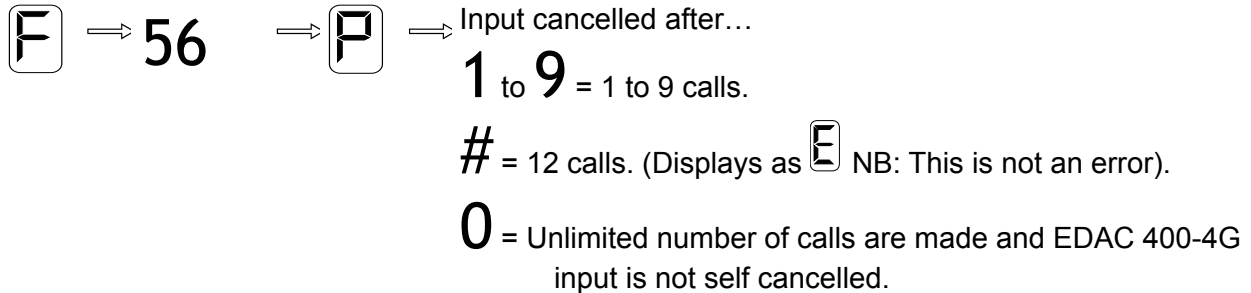 F ⇒ 56 ⇒ P ⇒ Input cancelled after…
1 to 9 = 1 to 9 calls.
# = 12 calls. (Displays as E NB: This is not an error).
0 = Unlimited number of calls are made and EDAC 400-4G
input is not self cancelled.